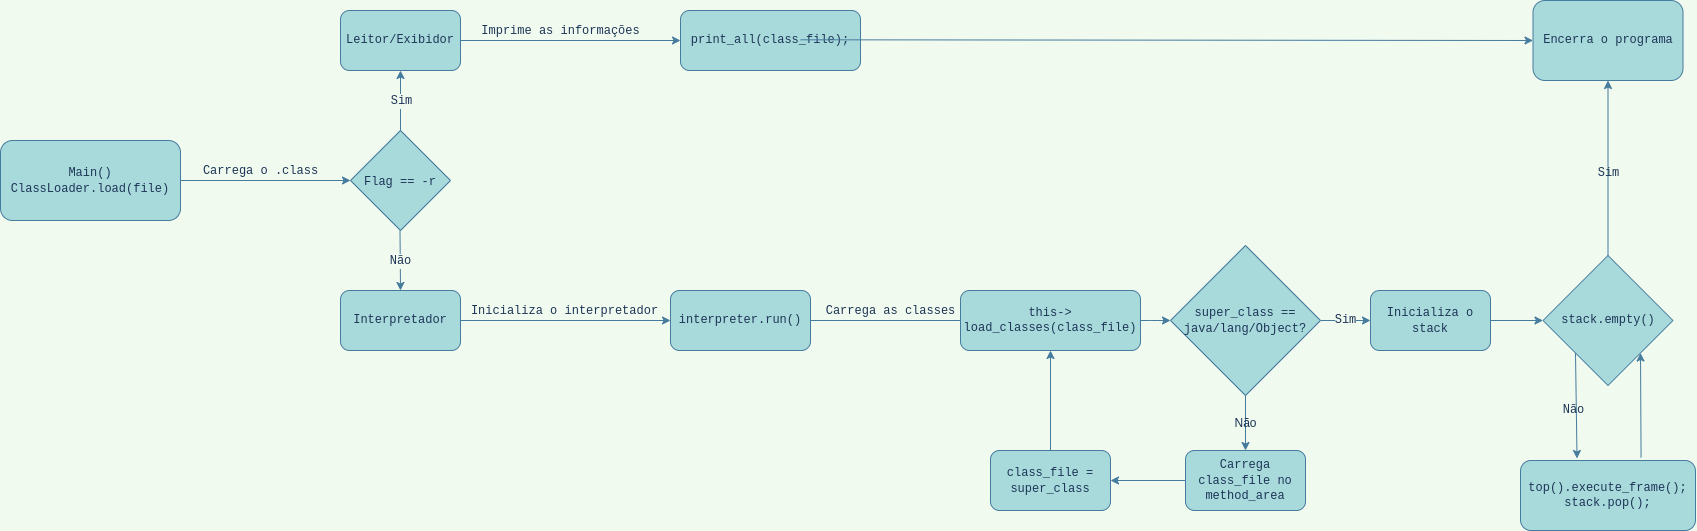 Main()
ClassLoader.load(file)
Carrega o .class
Flag == -r
Sim
Leitor/Exibidor
Imprime as informações
print_all(class_file);
Encerra o programa
Não
Interpretador
Inicializa o interpretador
interpreter.run()
Carrega as classes
this->
load_classes(class_file)
super_class ==
java/lang/Object?
Sim
Inicializa o
stack
stack.empty()
Sim
Não
top().execute_frame();
stack.pop();
Não
Carrega
class_file no
method_area
class_file =
super_class